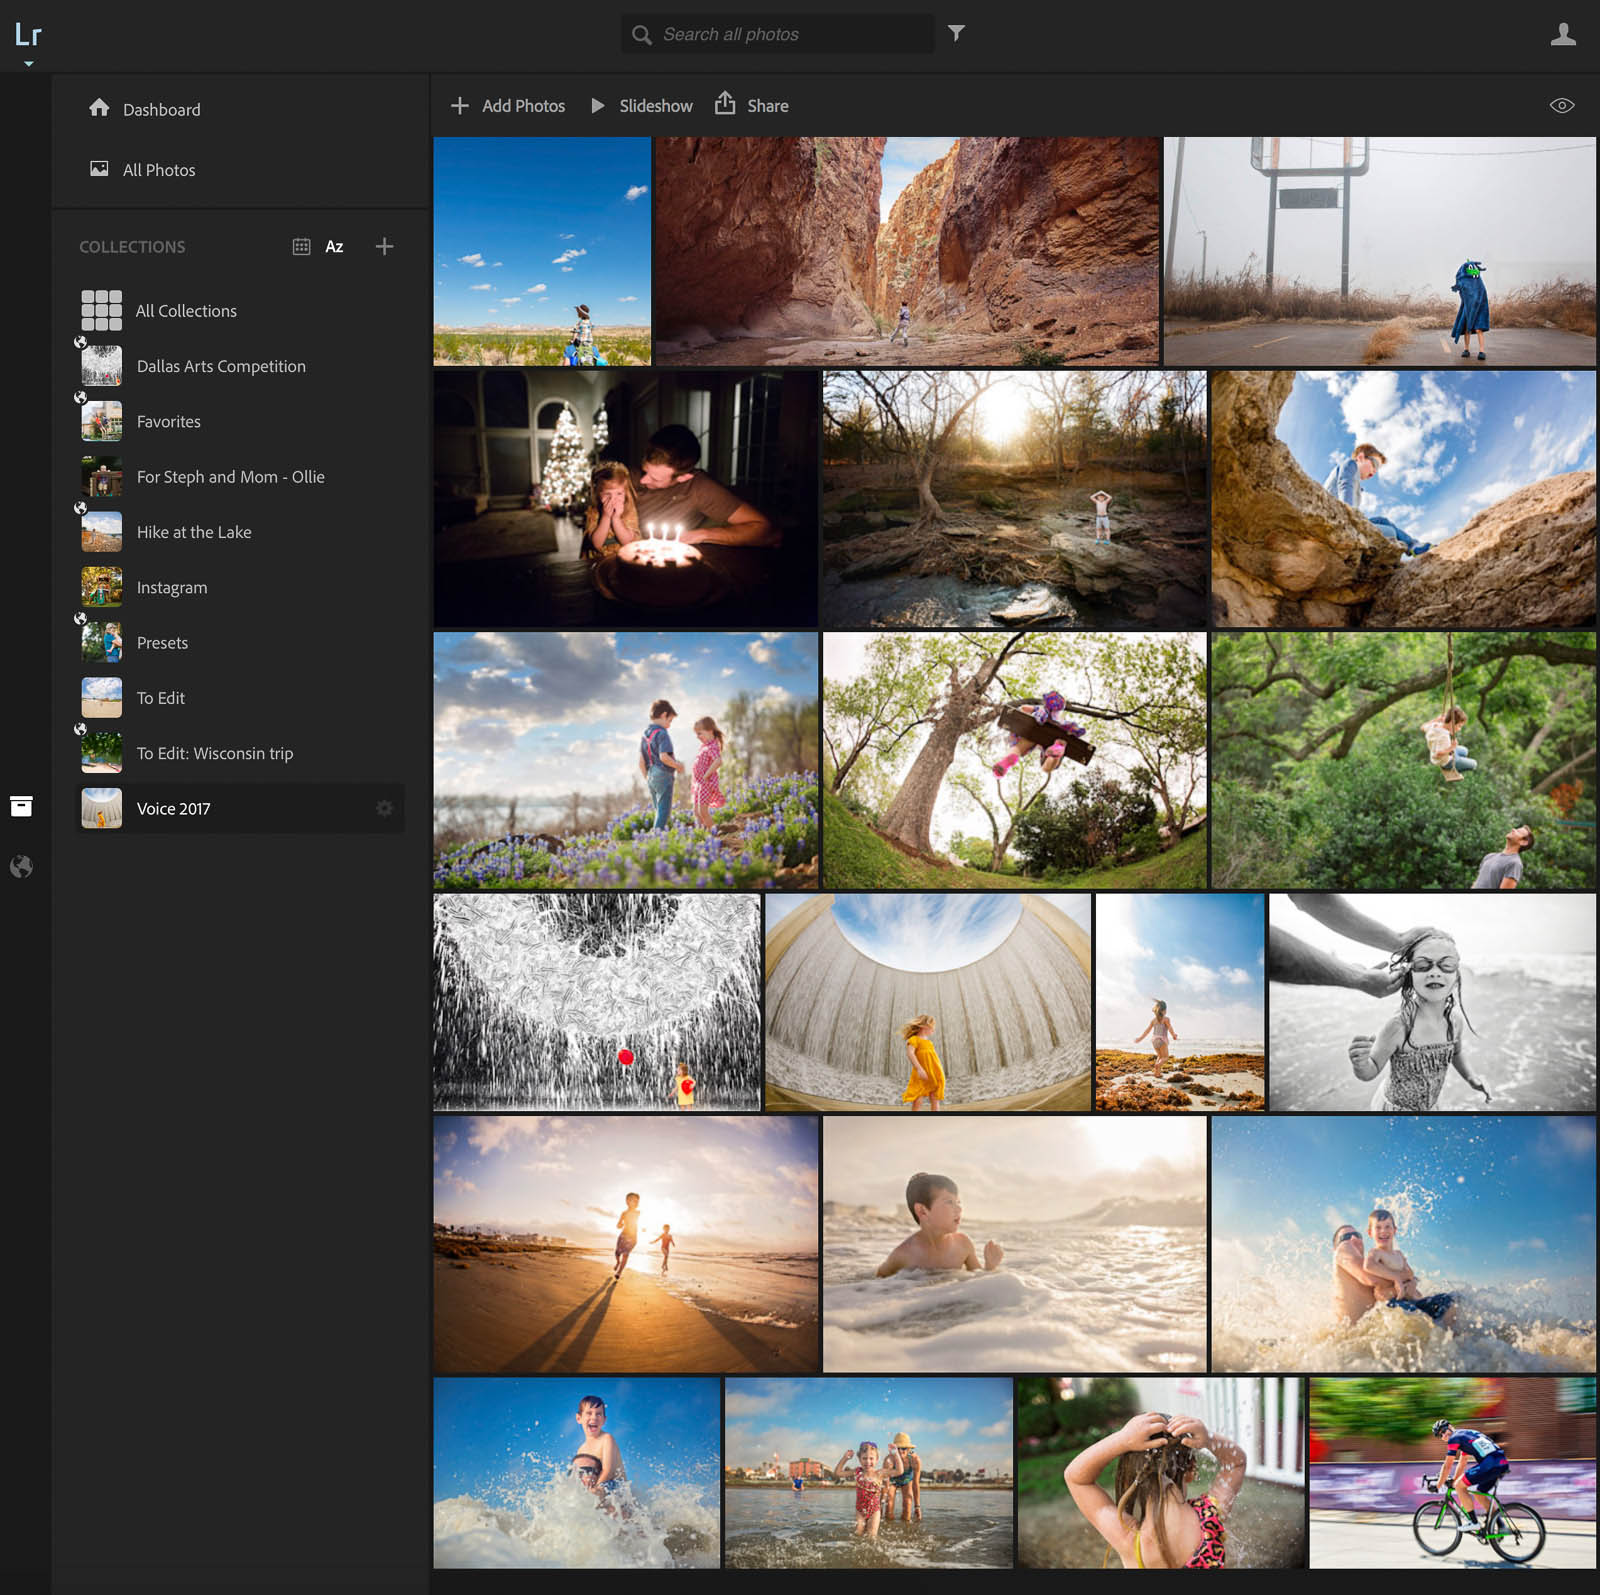 Lr
Search all photos
Dashboard
All Photos
COLLECTIONS
Az
All Collections
Dallas Arts Competition
Favorites
For Steph and Mom - Ollie
Hike at the Lake
Instagram
Presets
To Edit
To Edit: Wisconsin trip
Voice 2017
Add Photos
Slideshow
Share